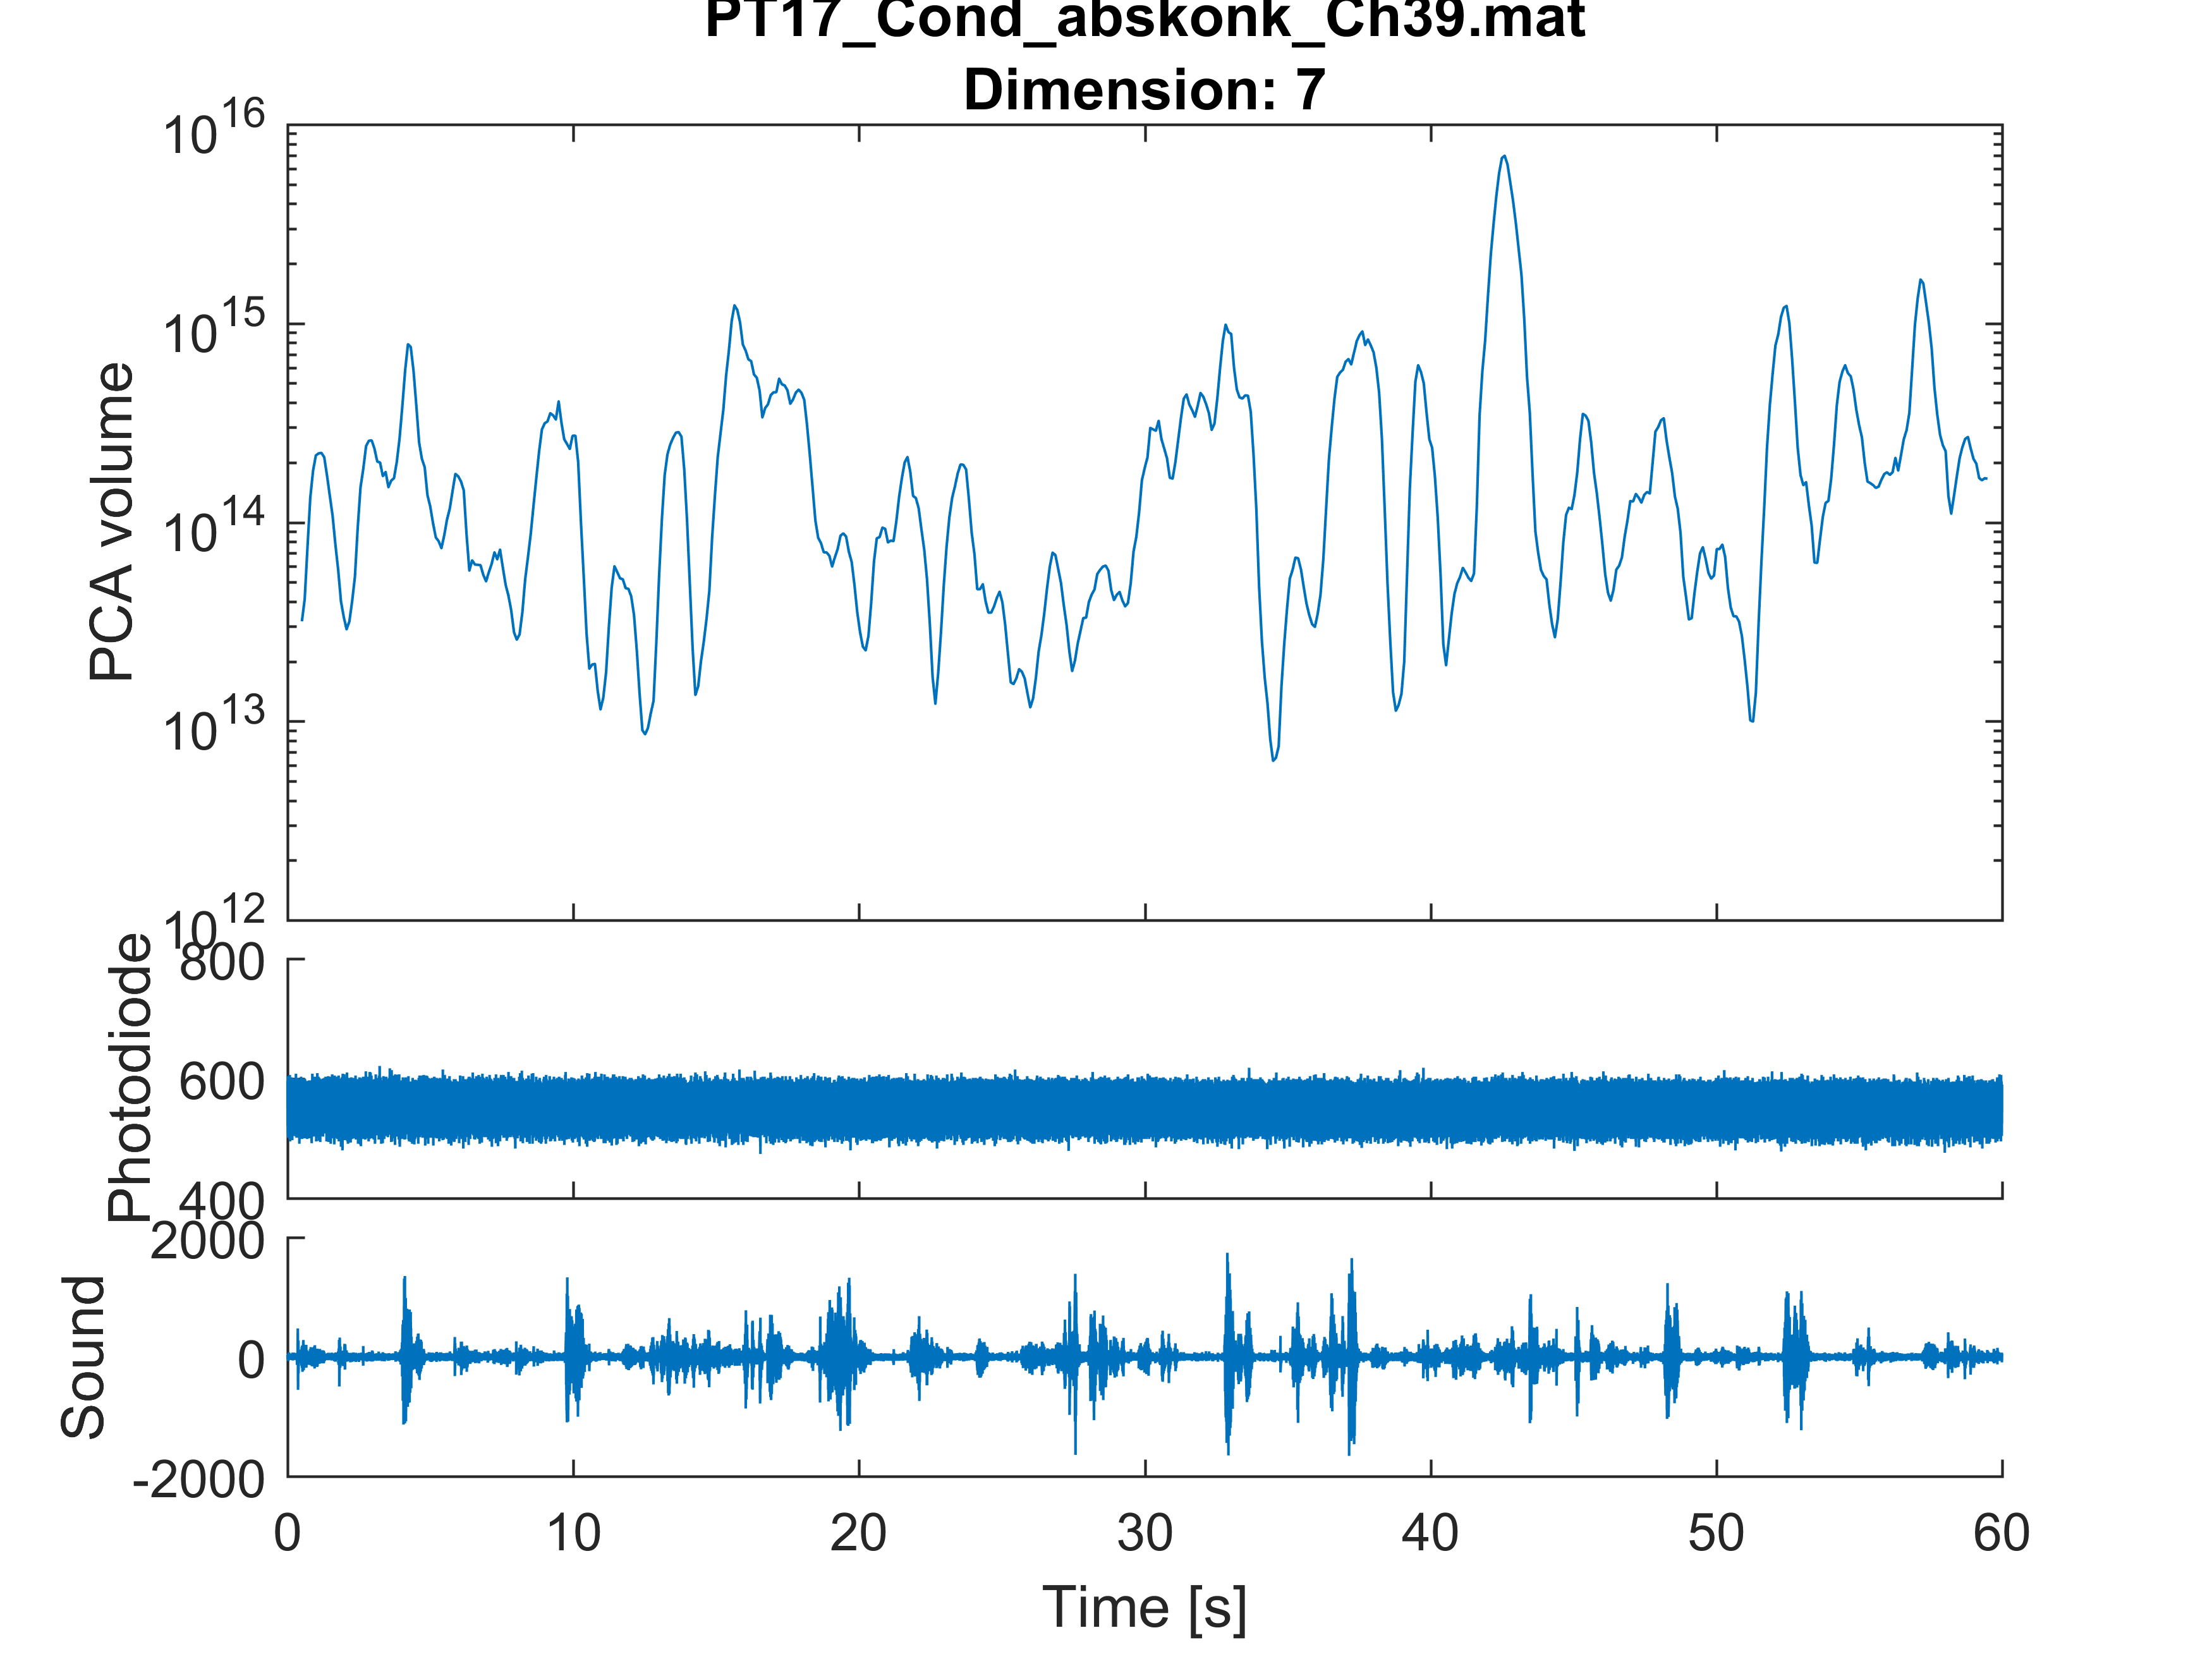 PT17_Cond_abskonk_Ch39.mat
Dimension: 7
PCA volume
10^16
10^15
10^14
10^13
10^12
Photodiode
800
600
400
Sound
2000
0
-2000
0 10 20 30 40 50 60
Time [s]